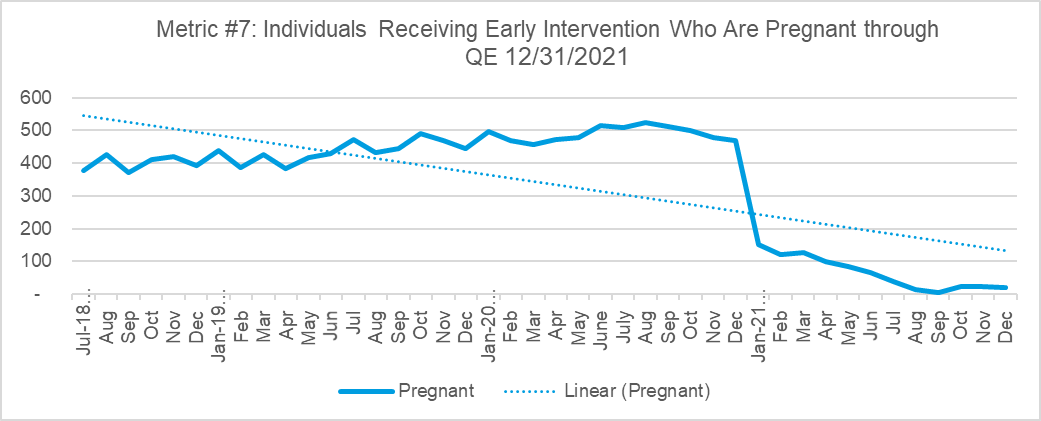 Metric #7: Individuals Receiving Early Intervention Who Are Pregnant through
QE 12/31/2021
600
500
400
300
200
100
-
Jul-18...
Aug
Sep
Oct
Nov
Dec
Jan-19...
Feb
Mar
Apr
May
Jun
Jul
Aug
Sep
Oct
Nov
Dec
Jan-20...
Feb
Mar
Apr
May
June
July
Aug
Sep
Oct
Nov
Dec
Jan-21...
Feb
Mar
Apr
May
Jun
Jul
Aug
Sep
Oct
Nov
Dec
Pregnant
Linear (Pregnant)